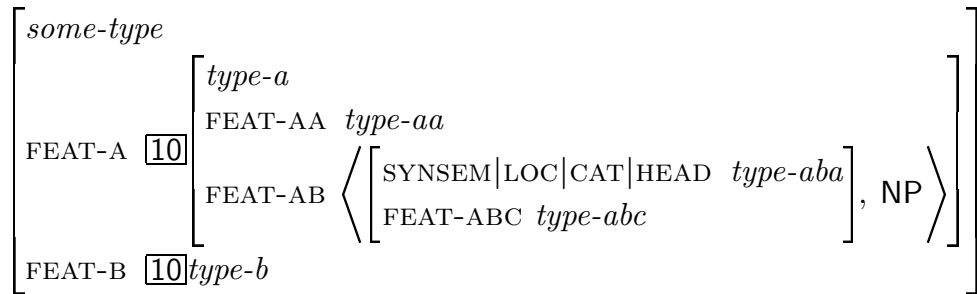 some-type
type-a
FEAT-AA type-aa
FEAT-A 10
SYNSEM|LOC|CAT|HEAD type-aba
FEAT-AB ⟨ , NP ⟩
FEAT-ABC type-abc
FEAT-B 10 type-b